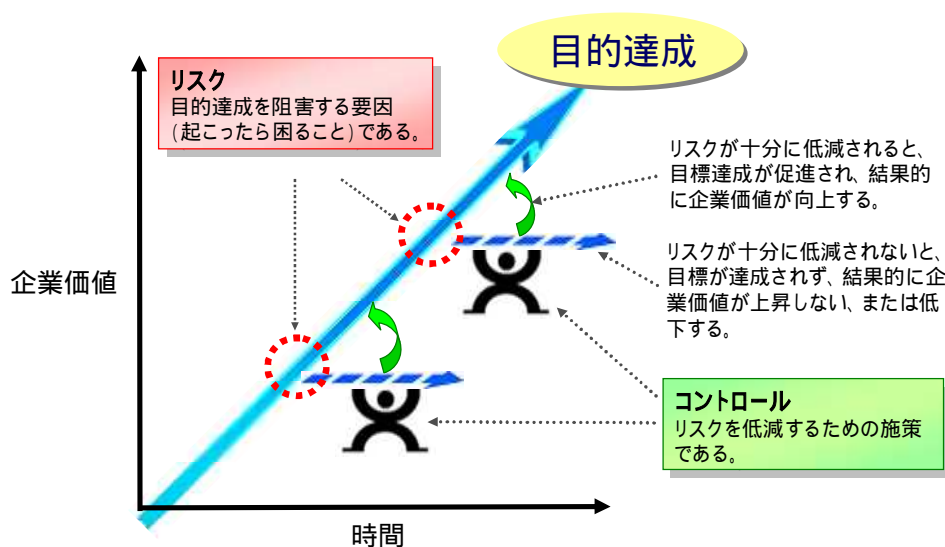 目的達成
リスク
目的達成を阻害する要因
(起こったら困ること)である。
リスクが十分に低減されると、
目標達成が促進され、結果的
に企業価値が向上する。
リスクが十分に低減されないと、
目標が達成されず、結果的に企
業価値が上昇しない、または低
下する。
企業価値
コントロール
リスクを低減するための施策
である。
時間